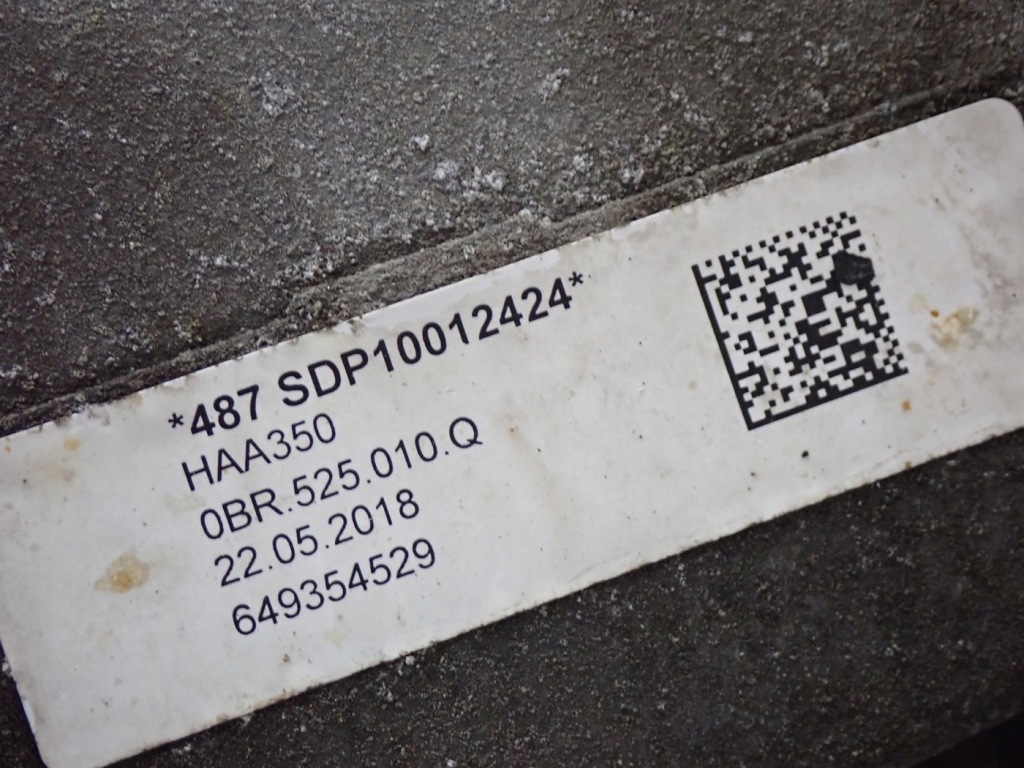 *487 SDP10012424*
HAA350
0BR.525.010.Q
22.05.2018
649354529